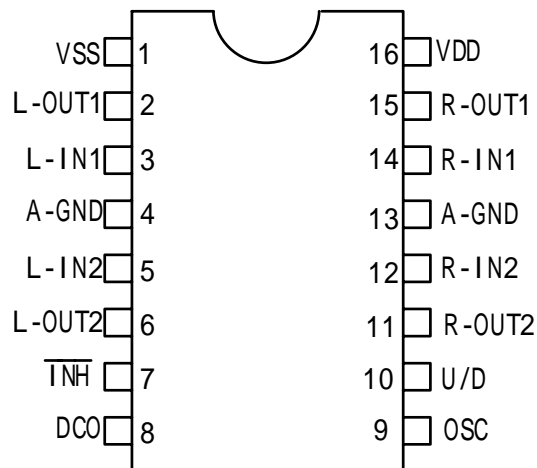 VSS 1 16 VDD
L-OUT1 2 15 R-OUT1
L-IN1 3 14 R-IN1
A-GND 4 13 A-GND
L-IN2 5 12 R-IN2
L-OUT2 6 11 R-OUT2
I̅N̅H̅ 7 10 U/D
DCO 8 9 OSC